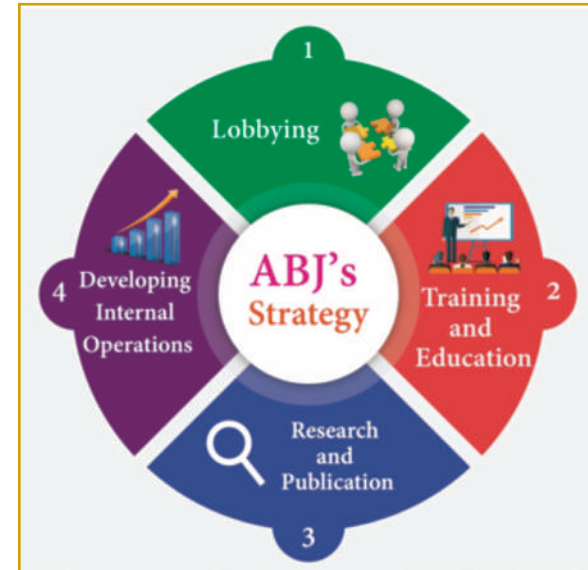 1
Lobbying
2
Training
and
Education
3
Research
and
Publication
4
Developing
Internal
Operations
ABJ's
Strategy